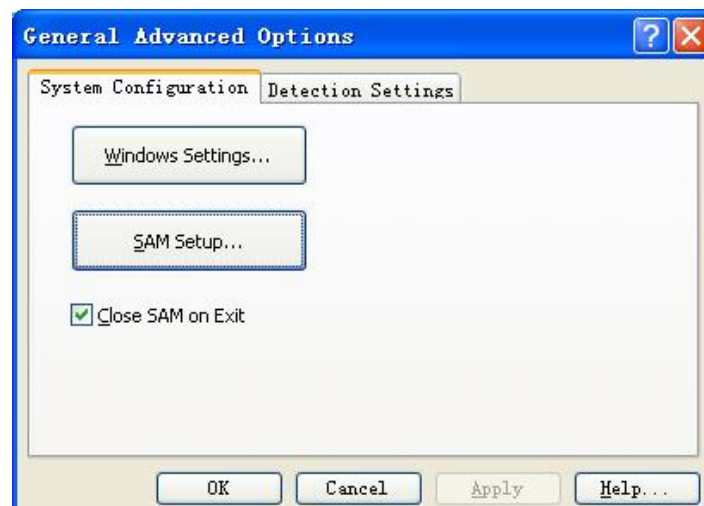 General Advanced Options
System Configuration Detection Settings
Windows Settings...
SAM Setup...
Close SAM on Exit
OK Cancel Apply Help...